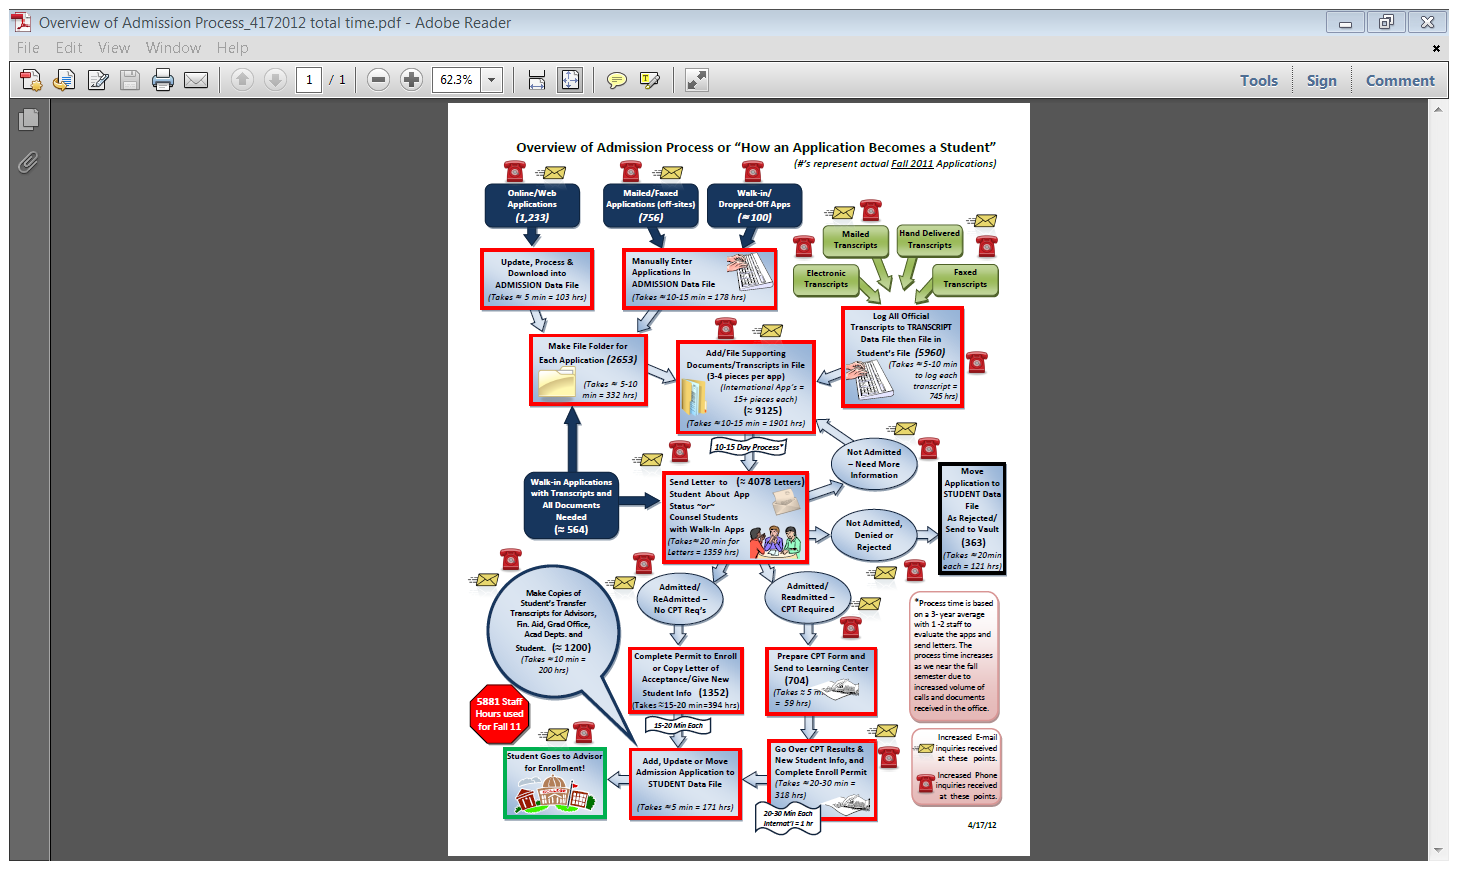 Overview of Admission Process_4172012 total time.pdf - Adobe Reader
File Edit View Window Help
1 / 1
62.3%
Tools Sign Comment
Overview of Admission Process or “How an Application Becomes a Student”
(#’s represent actual Fall 2011 Applications)
Online/Web
Applications
(1,233)
Mailed/Faxed
Applications (off-sites)
(756)
Walk-in/
Dropped-Off Apps
(≈100)
Mailed
Transcripts
Hand Delivered
Transcripts
Electronic
Transcripts
Faxed
Transcripts
Update, Process &
Download into
ADMISSION Data File
(Takes ≈ 5 min = 103 hrs)
Manually Enter
Applications In
ADMISSION Data File
(Takes ≈10-15 min = 178 hrs)
Log All Official
Transcripts to TRANSCRIPT
Data File then File in
Student’s File (5960)
(Takes ≈5-10 min
to log each
transcript =
745 hrs)
Make File Folder for
Each Application (2653)
(Takes ≈ 5-10
min = 332 hrs)
Add/File Supporting
Documents/Transcripts in File
(3-4 pieces per app)
(International App’s =
15+ pieces each)
(≈ 9125)
(Takes ≈10-15 min = 1901 hrs)
10-15 Day Process*
Not Admitted
– Need More
Information
Walk-in Applications
with Transcripts and
All Documents
Needed
(≈ 564)
Send Letter to (≈ 4078 Letters)
Student About App
Status ~or~
Counsel Students
with Walk-In Apps
(Takes≈20 min for
Letters = 1359 hrs)
Not Admitted,
Denied or
Rejected
Move
Application to
STUDENT Data
File
As Rejected/
Send to Vault
(363)
(Takes ≈20min
each = 121 hrs)
Make Copies of
Student’s Transfer
Transcripts for Advisors,
Fin. Aid, Grad Office,
Acad Depts. and
Student. (≈ 1200)
(Takes ≈10 min =
200 hrs)
Admitted/
ReAdmitted –
No CPT Req’s
Admitted/
Readmitted –
CPT Required
*Process time is based
on a 3- year average
with 1 -2 staff to
evaluate the apps and
send letters. The
process time increases
as we near the fall
semester due to
increased volume of
calls and documents
received in the office.
Complete Permit to Enroll
or Copy Letter of
Acceptance/Give New
Student Info (1352)
(Takes ≈15-20 min=394 hrs)
15-20 Min Each
Prepare CPT Form and
Send to Learning Center
(704)
(Takes ≈ 5 m
= 59 hrs)
5881 Staff
Hours used
for Fall 11
Student Goes to Advisor
for Enrollment!
COLLEGE
Add, Update or Move
Admission Application to
STUDENT Data File
(Takes ≈5 min = 171 hrs)
Go Over CPT Results &
New Student Info, and
Complete Enroll Permit
(Takes ≈20-30 min =
318 hrs)
20-30 Min Each
Internat’l = 1 hr
Increased E-mail
inquiries received
at these points.
Increased Phone
inquiries received
at these points.
4/17/12